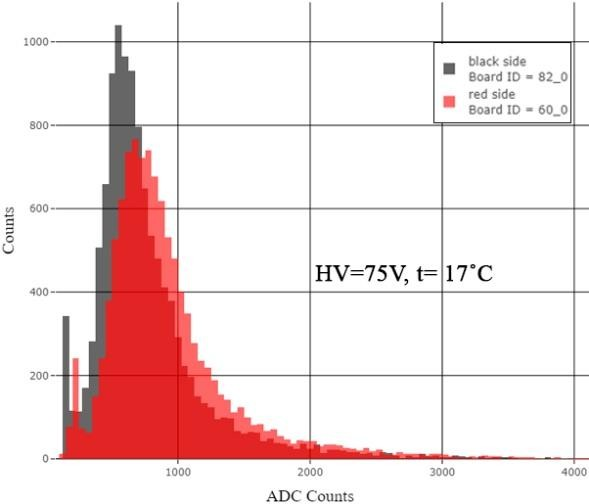 1000
800
600
400
200
0
Counts
black side
Board ID = 82_0
red side
Board ID = 60_0
HV=75V, t= 17˚C
1000 2000 3000 4000
ADC Counts